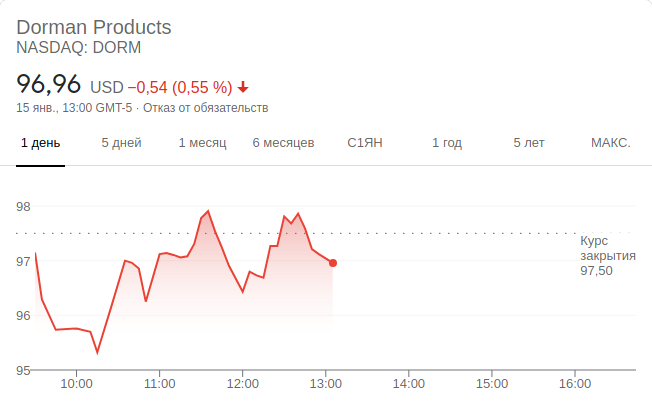 Dorman Products
NASDAQ: DORM
96,96 USD −0,54 (0,55 %)
15 янв., 13:00 GMT-5 · Отказ от обязательств
1 день 5 дней 1 месяц 6 месяцев С1ЯН 1 год 5 лет МАКС.
98
Курс
закрытия
97,50
97
96
95
10:00 11:00 12:00 13:00 14:00 15:00 16:00